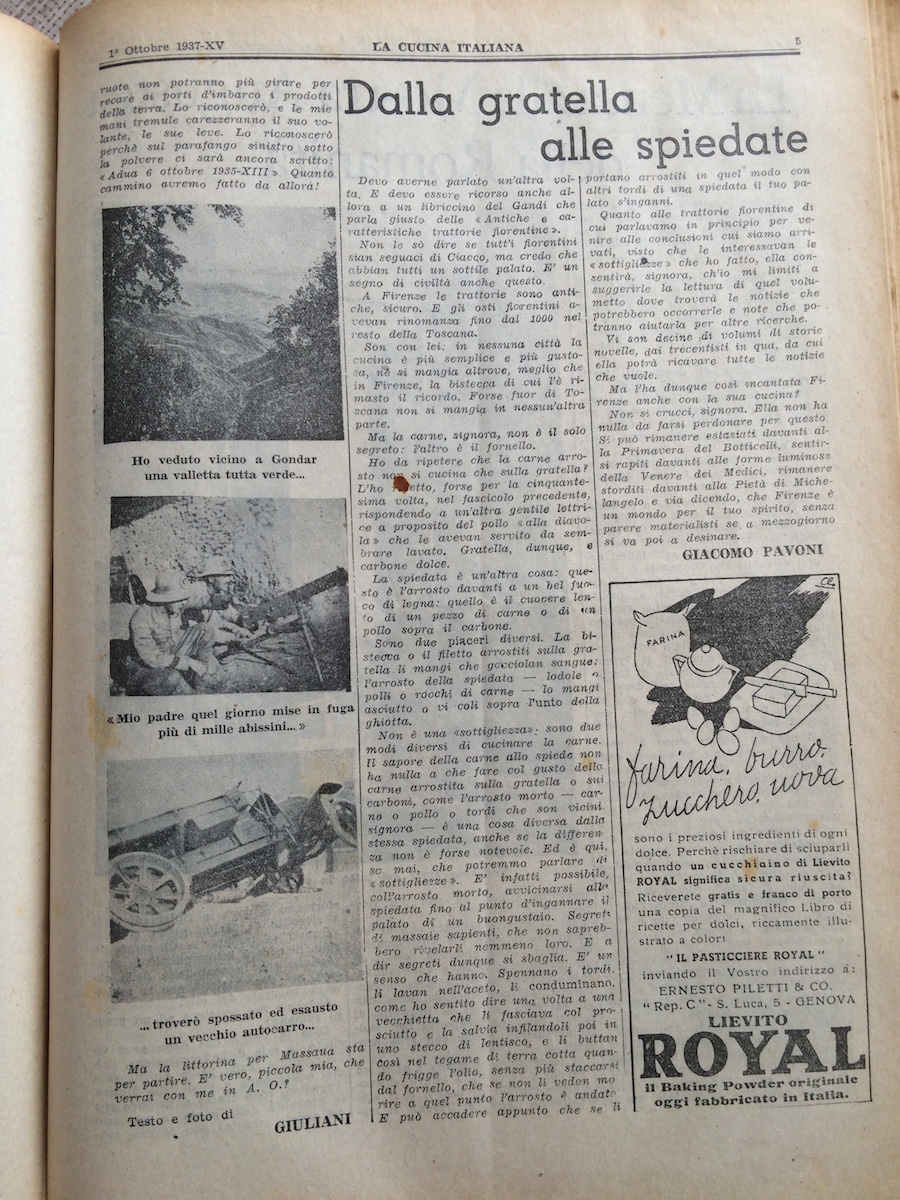 1° Ottobre 1937-XV
LA CUCINA ITALIANA
5
ruote non potranno più girare per
recare ai porti d'imbarco i prodotti
della terra. Lo riconoscerò, e le mie
mani tremule carezzeranno il suo vo-
lante, le sue leve. Lo riconoscerò
perchè sul parafango sinistro sotto
la polvere ci sarà ancora scritto:
«Adua 6 ottobre 1935-XIII». Quanto
cammino avremo fatto da allora!
Ho veduto vicino a Gondar
una valletta tutta verde...
«Mio padre quel giorno mise in fuga
più di mille abissini...»
...troverò spossato ed esausto
un vecchio autocarro...
Ma la littorina per Massaua sta
per partire. E' vero, piccola mia, che
verrai con me in A. O.?
Testo e foto di
GIULIANI
Dalla gratella
alle spiedate
Devo averne parlato un'altra vol-
ta. E devo essere ricorso anche al-
lora a un libriccino del Gandi che
parla giusto delle «Antiche e ca-
ratteristiche trattorie fiorentine».
Non le sò dire se tutt'i fiorentini
sian seguaci di Ciacco, ma credo che
abbian tutti un sottile palato. E' un
segno di civiltà anche questo.
A Firenze le trattorie sono anti-
che, sicuro. E gli osti fiorentini a-
vevan rinomanza fino dal 1000 nel
resto della Toscana.
Son con lei: in nessuna città la
cucina è più semplice e più gusto-
sa, nè si mangia altrove, meglio che
in Firenze, la bistecca di cui l'è ri-
masto il ricordo. Forse fuor di To-
scana non si mangia in nessun'altra
parte.
Ma la carne, signora, non è il solo
segreto: l'altro è il fornello.
Ho da ripetere che la carne arro-
sto non si cucina che sulla gratella?
L'ho ripetto, forse per la cinquante-
sima volta, nel fascicolo precedente,
rispondendo a un'altra gentile lettri-
ce a proposito del pollo «alla diavo-
la» che le avevan servito da sem-
brare lavato. Gratella, dunque, e
carbone dolce.
La spiedata è un'altra cosa: que-
sto è l'arrosto davanti a un bel fuo-
co di legna: quello è il cuocere len-
to di un pezzo di carne o di un
pollo sopra il carbone.
Sono due piaceri diversi. La bi-
stecca o il filetto arrostiti sulla gra-
tella li mangi che gocciolan sangue:
l'arrosto della spiedata — lodole o
polli o rocchi di carne — lo mangi
asciutto o vi coli sopra l'unto della
ghiotta.
Non è una «sottigliezza»: sono due
modi diversi di cucinare la carne.
Il sapore della carne allo spiede non
ha nulla a che fare col gusto della
carne arrostita sulla gratella o sui
carboni, come l'arrosto morto — car-
ne o pollo o tordi che son vicini
signora — è una cosa diversa dalla
stessa spiedata, anche se la differen-
za non è forse notevole. Ed è qui,
se mai, che potremmo parlare di
«sottigliezze». E' infatti possibile,
coll'arrosto morto, avvicinarsi alla
spiedata fino al punto d'ingannare il
palato di un buongustaio. Segreti
di massaie sapienti, che non sapreb-
bero rivelarli nemmeno loro. E a
dir segreti dunque si sbaglia. E' un
senso che hanno. Spennano i tordi,
li lavan nell'aceto, li conduminano,
come ho sentito dire una volta a una
vecchietta che li fasciava col pro-
sciutto e la salvia infilandoli poi in
uno stecco di lentisco, e li buttan
così nel tegame di terra cotta quan-
do frigge l'olio, senza più staccarsi
dal fornello, che se non li vedon mo
rire a quel punto l'arrosto è andato
E può accadere appunto che se li
portano arrostiti in quel modo con
altri tordi di una spiedata il tuo pa-
lato s'inganni.
Quanto alle trattorie fiorentine di
cui parlavamo in principio per ve-
nire alle conclusioni cui siamo arri-
vati, visto che le interessavan le
«sottigliezze» che ho fatto, ella con-
sentirà, signora, ch'io mi limiti a
suggerirle la lettura di quel volu-
metto dove troverà le notizie che
potrebbero occorrerle e note che po-
tranno aiutarla per altre ricerche.
Vi son decine di volumi di storie
novelle, dai trecentisti in qua, da cui
ella potrà ricavare tutte le notizie
che vuole.
Ma l'ha dunque così incantata Fi-
renze anche con la sua cucina?
Non si crucci, signora. Ella non ha
nulla da farsi perdonare per questo.
Si può rimanere estasiati davanti al-
la Primavera del Botticelli, sentir-
si rapiti davanti alle forme luminose
della Venere dei Medici, rimanere
storditi davanti alla Pietà di Miche-
langelo e via dicendo, che Firenze è
un mondo per il tuo spirito, senza
parere materialisti se a mezzogiorno
si va poi a desinare.
GIACOMO PAVONI
FARINA
farina, burro,
zucchero, uova
sono i preziosi ingredienti di ogni
dolce. Perchè rischiare di sciuparli
quando un cucchiaino di Lievito
ROYAL significa sicura riuscita?
Riceverete gratis e franco di porto
una copia del magnifico Libro di
ricette per dolci, riccamente illu-
strato a colori
"IL PASTICCIERE ROYAL"
inviando il Vostro indirizzo a:
ERNESTO PILETTI & CO.
"Rep. C" - S. Luca, 5 - GENOVA
LIEVITO
ROYAL
il Baking Powder originale
oggi fabbricato in Italia.